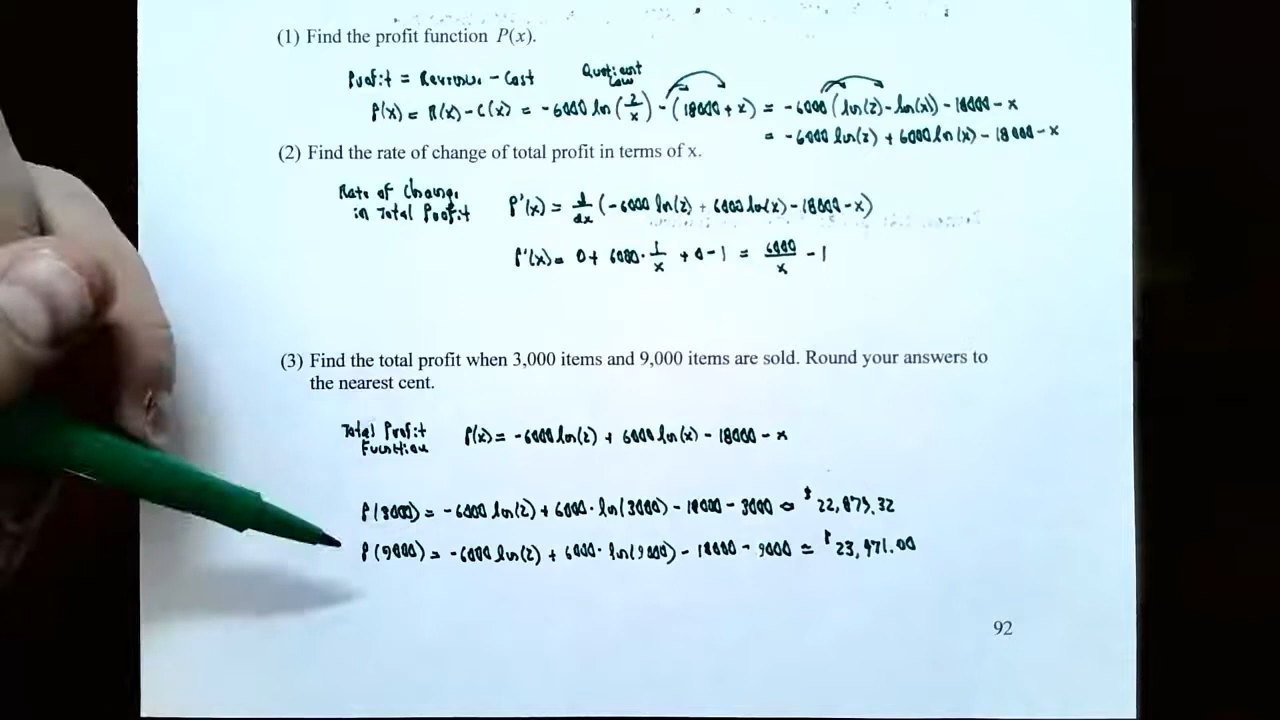 (1) Find the profit function P(x).
Profit = Revenue - Cost
Quotient Law
P(x) = R(x) - C(x) = -6000 ln(2/x) - (18000 + x) = -6000 (ln(2) - ln(x)) - 18000 - x
= -6000 ln(2) + 6000 ln(x) - 18000 - x
(2) Find the rate of change of total profit in terms of x.
Rate of Change
in Total Profit
P'(x) = d/dx (-6000 ln(2) + 6000 ln(x) - 18000 - x)
P'(x) = 0 + 6000 · 1/x + 0 - 1 = 6000/x - 1
(3) Find the total profit when 3,000 items and 9,000 items are sold. Round your answers to
the nearest cent.
Total Profit
Function
P(x) = -6000 ln(2) + 6000 ln(x) - 18000 - x
P(3000) = -6000 ln(2) + 6000 · ln(3000) - 18000 - 3000 ≈ $22,879.32
P(9000) = -6000 ln(2) + 6000 · ln(9000) - 18000 - 9000 ≈ $23,471.00
92